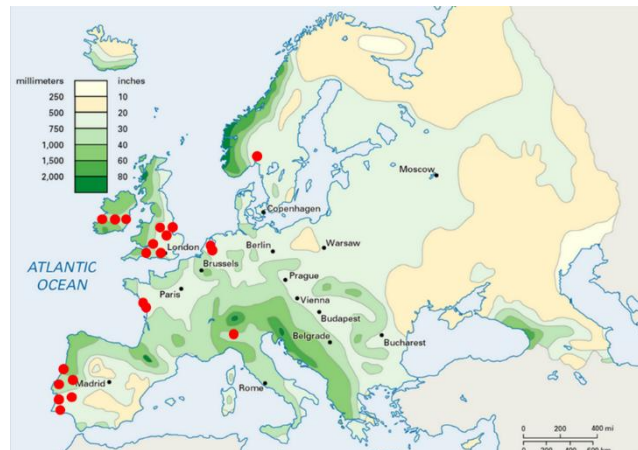 millimeters inches
250 10
500 20
750 30
1,000 40
1,500 60
2,000 80
Moscow
Copenhagen
London
Berlin
Warsaw
Brussels
Prague
Paris
Vienna
Budapest
Belgrade
Bucharest
Madrid
Rome
ATLANTIC
OCEAN
0 200 400 mi
0